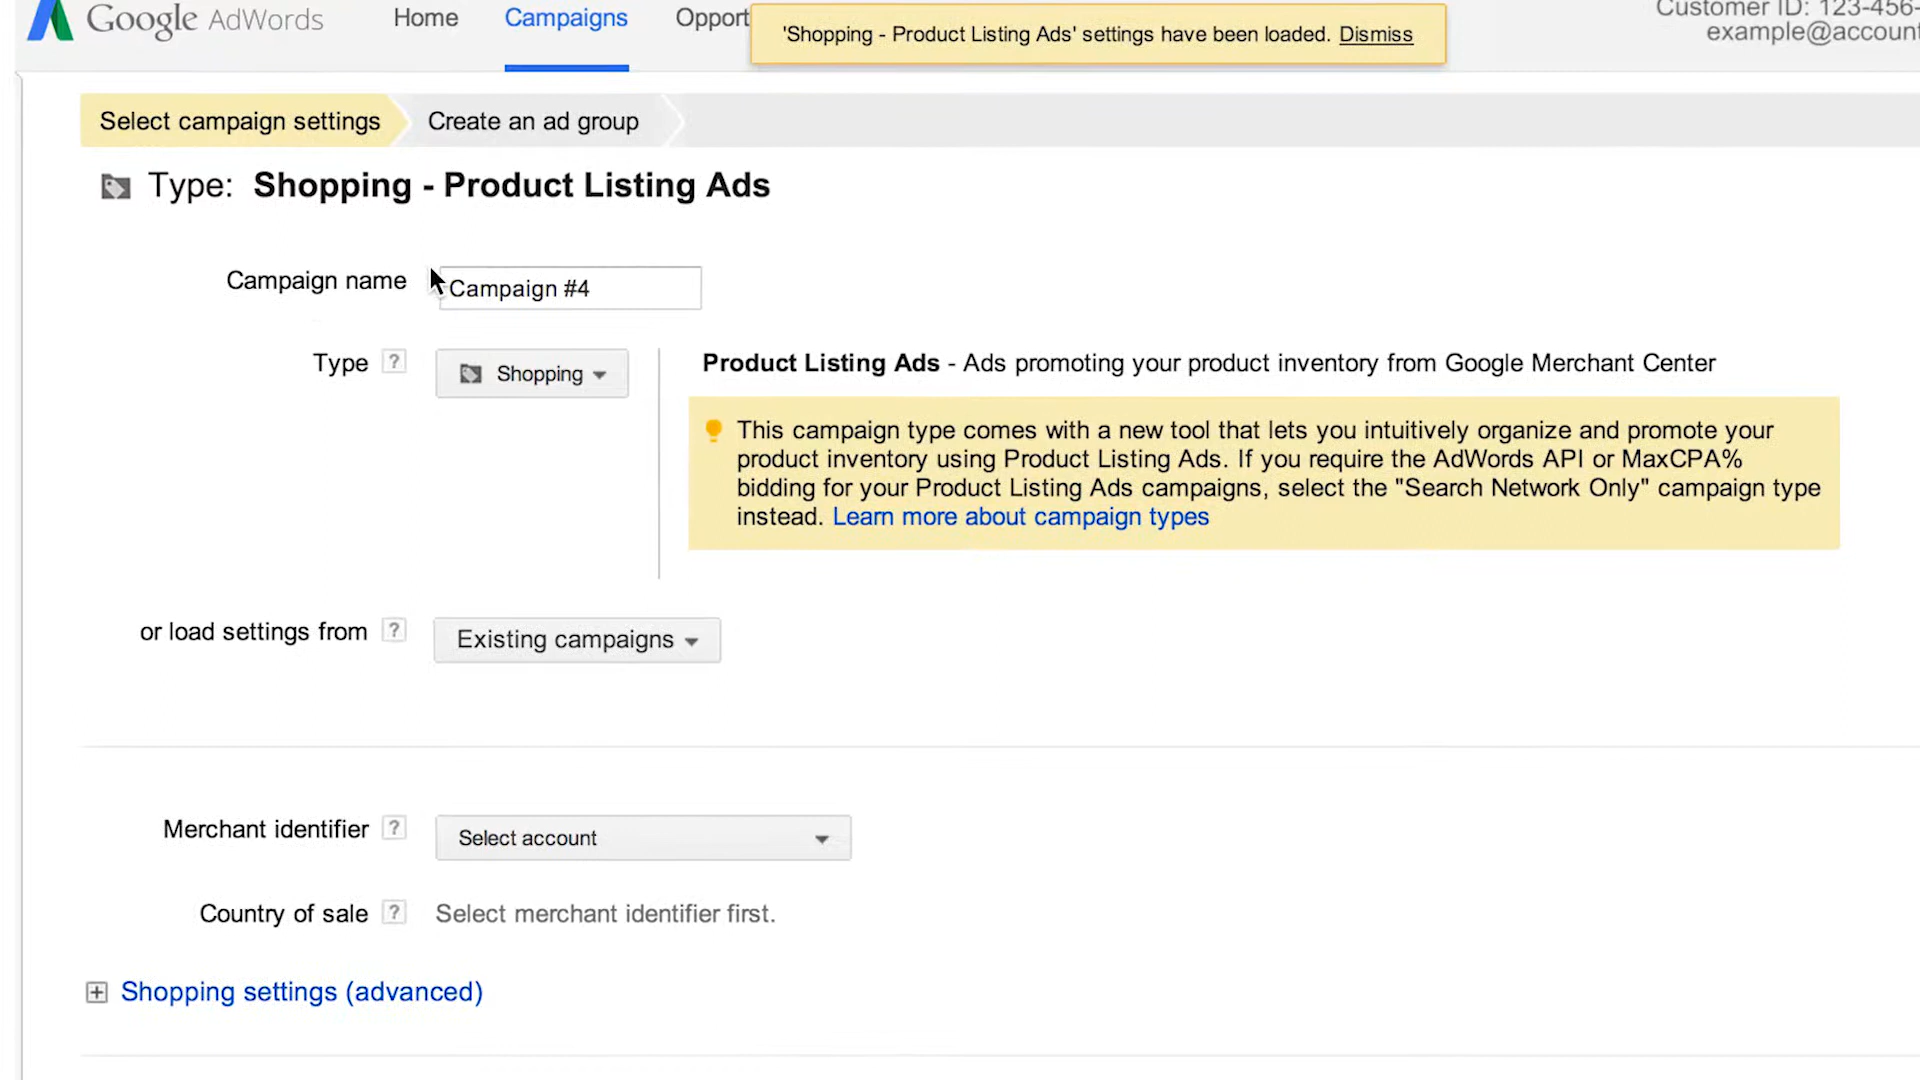 Google AdWords
Home
Campaigns
Opport
'Shopping - Product Listing Ads' settings have been loaded. Dismiss
Customer ID: 123-456-
example@account
Select campaign settings
Create an ad group
Type: Shopping - Product Listing Ads
Campaign name
Campaign #4
Type ?
Shopping
Product Listing Ads - Ads promoting your product inventory from Google Merchant Center
This campaign type comes with a new tool that lets you intuitively organize and promote your
product inventory using Product Listing Ads. If you require the AdWords API or MaxCPA%
bidding for your Product Listing Ads campaigns, select the "Search Network Only" campaign type
instead. Learn more about campaign types
or load settings from ?
Existing campaigns
Merchant identifier ?
Select account
Country of sale ?
Select merchant identifier first.
Shopping settings (advanced)